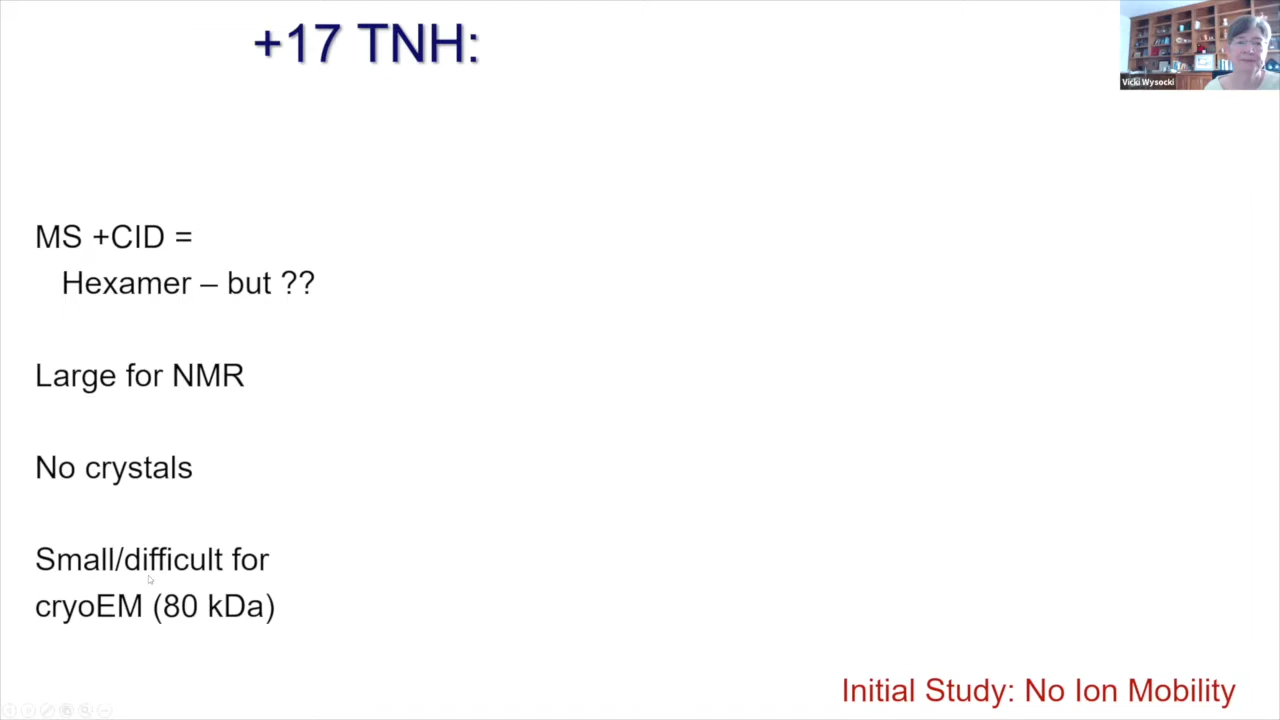 +17 TNH:
Vicki Wysocki
MS +CID =
Hexamer – but ??
Large for NMR
No crystals
Small/difficult for
cryoEM (80 kDa)
Initial Study: No Ion Mobility